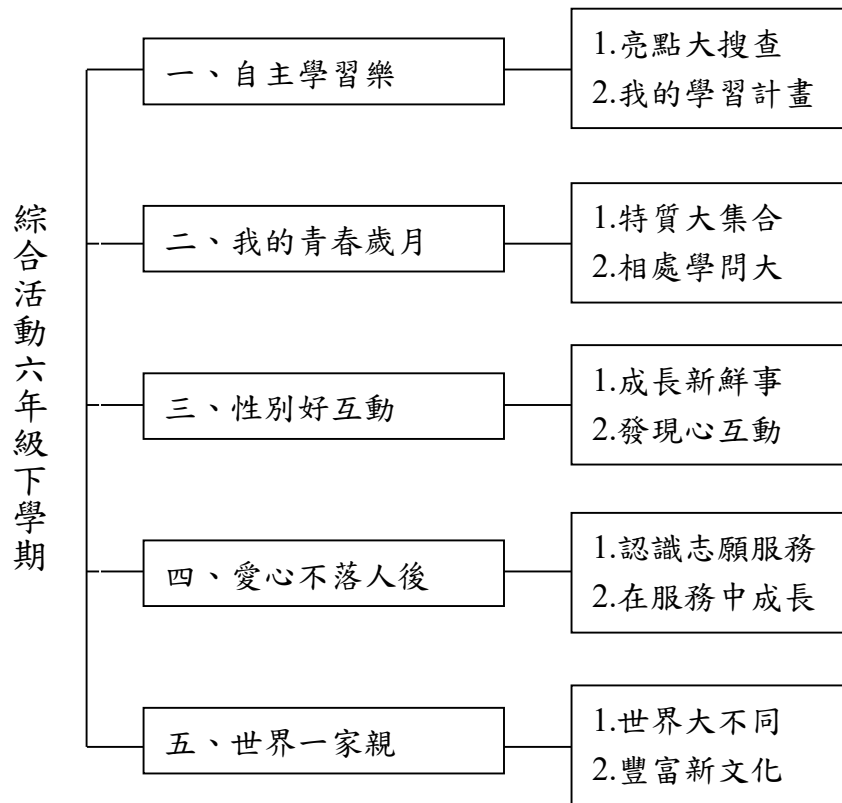 綜合活動六年級下學期
一、自主學習樂
1.亮點大搜查
2.我的學習計畫
二、我的青春歲月
1.特質大集合
2.相處學問大
三、性別好互動
1.成長新鮮事
2.發現心互動
四、愛心不落人後
1.認識志願服務
2.在服務中成長
五、世界一家親
1.世界大不同
2.豐富新文化